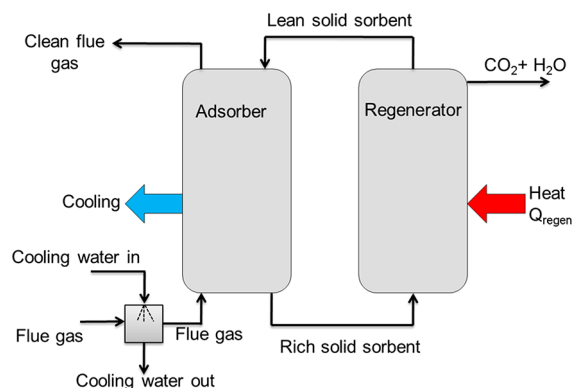 Lean solid sorbent
Clean flue
gas
CO₂+ H₂O
Adsorber
Regenerator
Cooling
Heat
Qregen
Cooling water in
Flue gas
Flue gas
Rich solid sorbent
Cooling water out